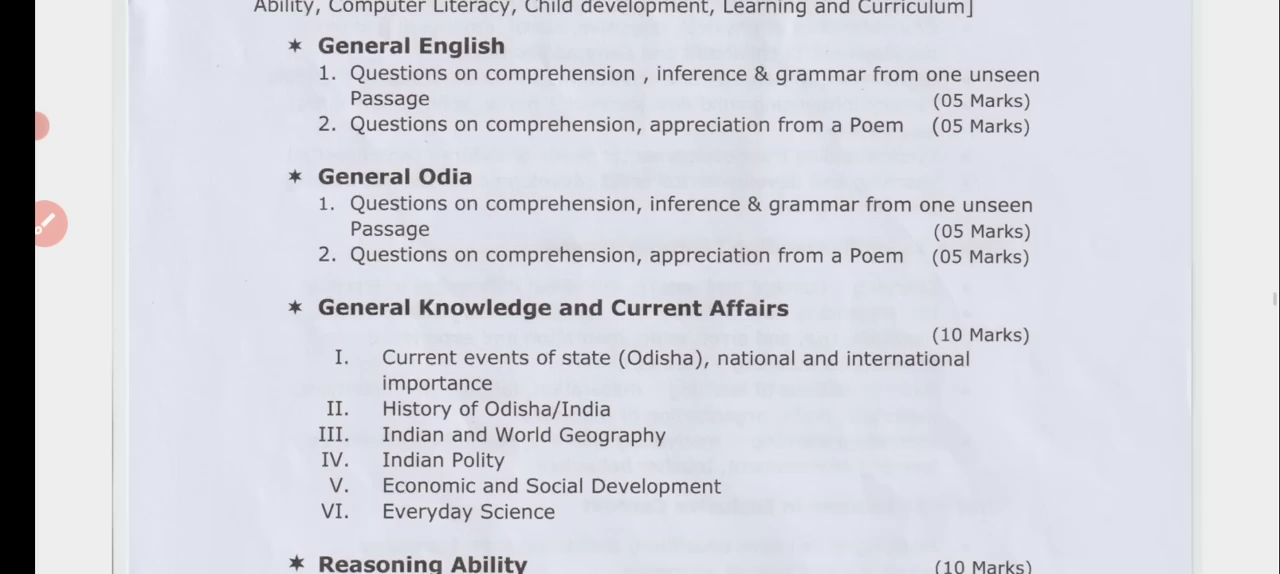 Ability, Computer Literacy, Child development, Learning and Curriculum]
✶ General English
1. Questions on comprehension , inference & grammar from one unseen
Passage (05 Marks)
2. Questions on comprehension, appreciation from a Poem (05 Marks)
✶ General Odia
1. Questions on comprehension, inference & grammar from one unseen
Passage (05 Marks)
2. Questions on comprehension, appreciation from a Poem (05 Marks)
✶ General Knowledge and Current Affairs
(10 Marks)
I. Current events of state (Odisha), national and international
importance
II. History of Odisha/India
III. Indian and World Geography
IV. Indian Polity
V. Economic and Social Development
VI. Everyday Science
✶ Reasoning Ability (10 Marks)